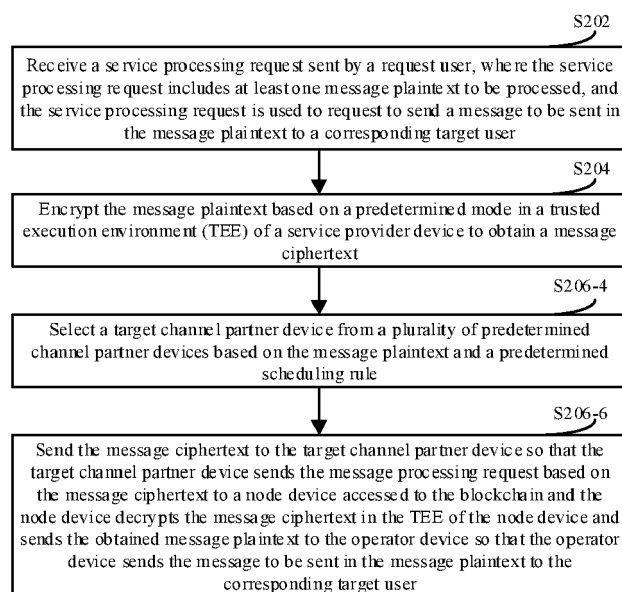 S202
Receive a service processing request sent by a request user, where the service
processing request includes at least one message plaintext to be processed, and
the service processing request is used to request to send a message to be sent in
the message plaintext to a corresponding target user
S204
Encrypt the message plaintext based on a predetermined mode in a trusted
execution environment (TEE) of a service provider device to obtain a message
ciphertext
S206-4
Select a target channel partner device from a plurality of predetermined
channel partner devices based on the message plaintext and a predetermined
scheduling rule
S206-6
Send the message ciphertext to the target channel partner device so that the
target channel partner device sends the message processing request based on
the message ciphertext to a node device accessed to the blockchain and the
node device decrypts the message ciphertext in the TEE of the node device and
sends the obtained message plaintext to the operator device so that the operator
device sends the message to be sent in the message plaintext to the
corresponding target user